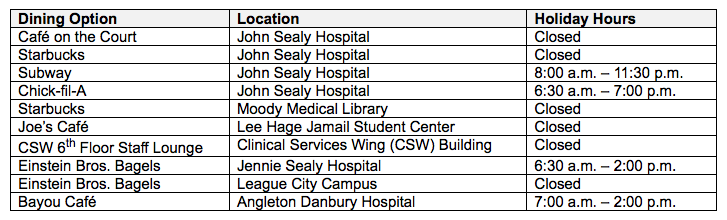 Dining Option Location Holiday Hours
Café on the Court John Sealy Hospital Closed
Starbucks John Sealy Hospital Closed
Subway John Sealy Hospital 8:00 a.m. – 11:30 p.m.
Chick-fil-A John Sealy Hospital 6:30 a.m. – 7:00 p.m.
Starbucks Moody Medical Library Closed
Joe's Café Lee Hage Jamail Student Center Closed
CSW 6th Floor Staff Lounge Clinical Services Wing (CSW) Building Closed
Einstein Bros. Bagels Jennie Sealy Hospital 6:30 a.m. – 2:00 p.m.
Einstein Bros. Bagels League City Campus Closed
Bayou Café Angleton Danbury Hospital 7:00 a.m. – 2:00 p.m.